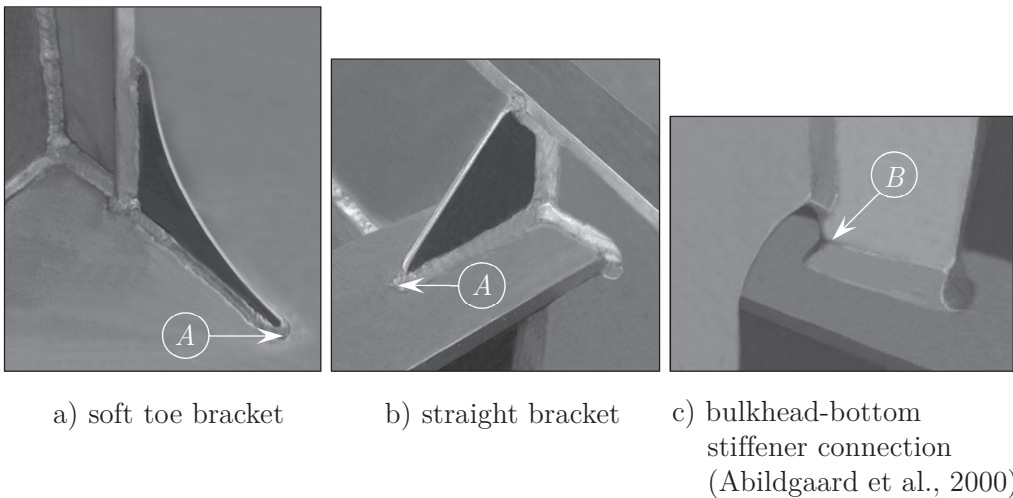 A
A
B
a) soft toe bracket
b) straight bracket
c) bulkhead-bottom
stiffener connection
(Abildgaard et al., 2000)